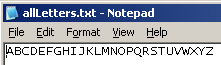 allLetters.txt - Notepad
File Edit Format View Help
ABCDEFGHIJKLMNOPQRSTUVWXYZ